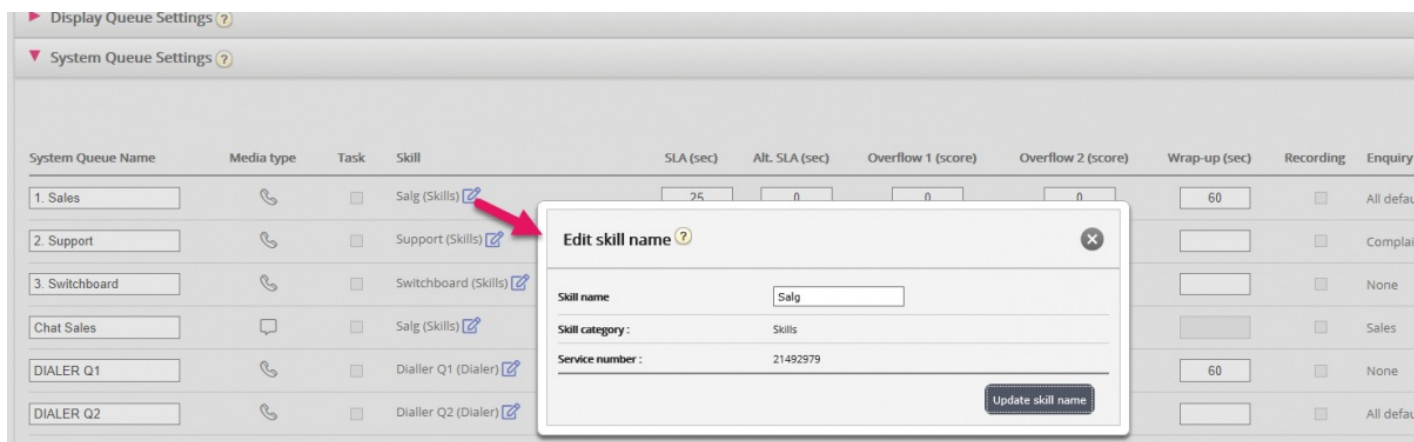 Display Queue Settings ?
System Queue Settings ?
System Queue Name Media type Task Skill SLA (sec) Alt. SLA (sec) Overflow 1 (score) Overflow 2 (score) Wrap-up (sec) Recording Enquiry
1. Sales Salg (Skills) 25 0 0 0 60 All defau
2. Support Support (Skills) Complai
3. Switchboard Switchboard (Skills) None
Chat Sales Salg (Skills) Sales
DIALER Q1 Dialler Q1 (Dialer) 60 None
DIALER Q2 Dialler Q2 (Dialer) All defau
Edit skill name ?
Skill name Salg
Skill category : Skills
Service number : 21492979
Update skill name